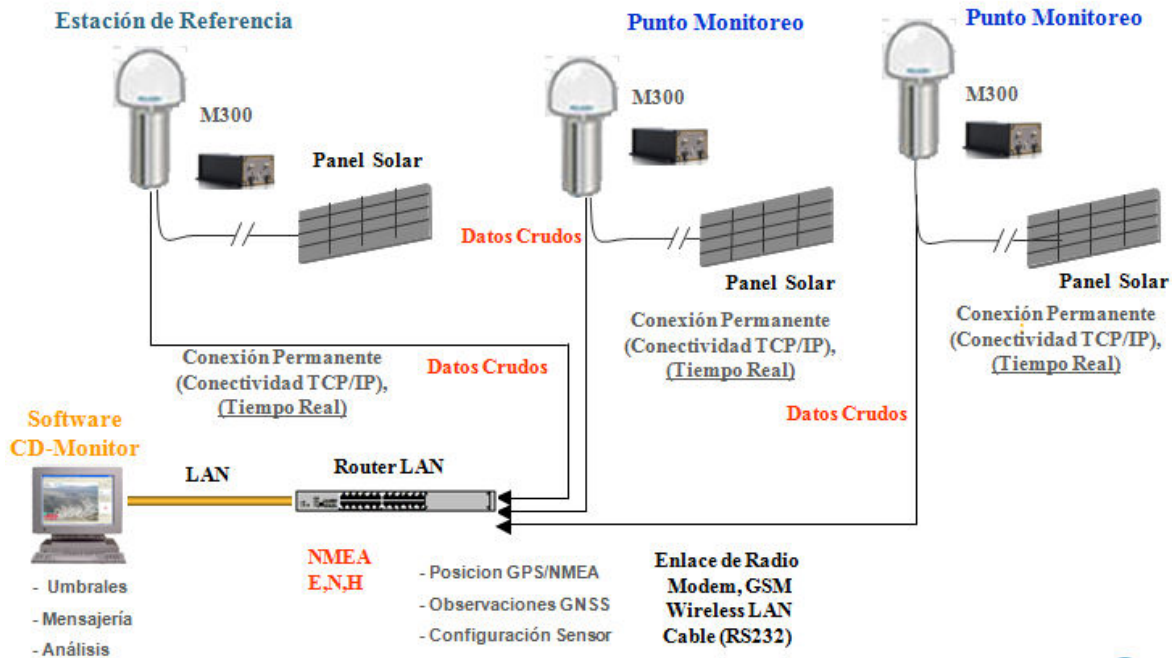 Estación de Referencia
Punto Monitoreo
Punto Monitoreo
M300
M300
M300
Panel Solar
Datos Crudos
Panel Solar
Panel Solar
Conexión Permanente
(Conectividad TCP/IP),
(Tiempo Real)
Conexión Permanente
(Conectividad TCP/IP),
(Tiempo Real)
Conexión Permanente
(Conectividad TCP/IP),
(Tiempo Real)
Datos Crudos
Datos Crudos
Software
CD-Monitor
LAN
Router LAN
NMEA
E,N,H
- Umbrales
- Mensajería
- Análisis
- Posicion GPS/NMEA
- Observaciones GNSS
- Configuración Sensor
Enlace de Radio
Modem, GSM
Wireless LAN
Cable (RS232)